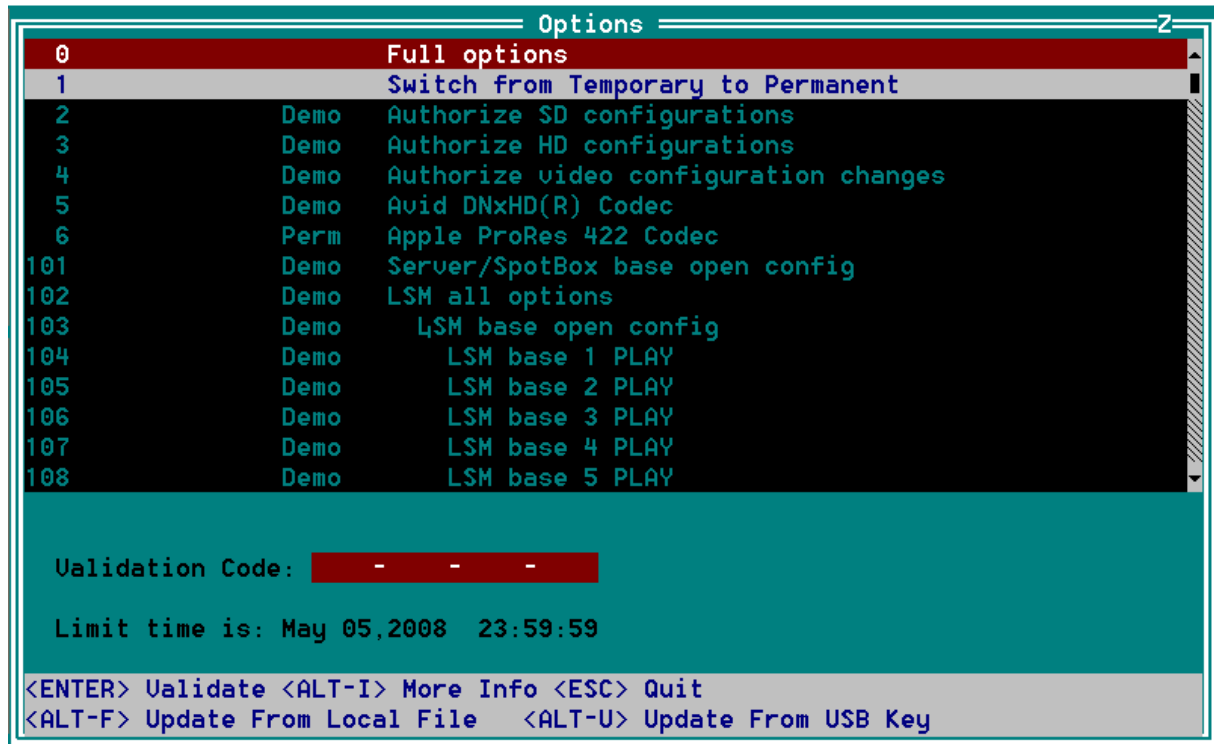 Options Z
0 Full options
1 Switch from Temporary to Permanent
2 Demo Authorize SD configurations
3 Demo Authorize HD configurations
4 Demo Authorize video configuration changes
5 Demo Avid DNxHD(R) Codec
6 Perm Apple ProRes 422 Codec
101 Demo Server/SpotBox base open config
102 Demo LSM all options
103 Demo LSM base open config
104 Demo LSM base 1 PLAY
105 Demo LSM base 2 PLAY
106 Demo LSM base 3 PLAY
107 Demo LSM base 4 PLAY
108 Demo LSM base 5 PLAY
Validation Code: - - -
Limit time is: May 05,2008 23:59:59
<ENTER> Validate <ALT-I> More Info <ESC> Quit
<ALT-F> Update From Local File <ALT-U> Update From USB Key